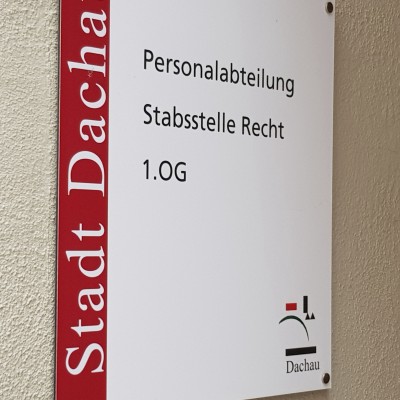 Stadt Dachau
Personalabteilung
Stabsstelle Recht
1.OG
Dachau